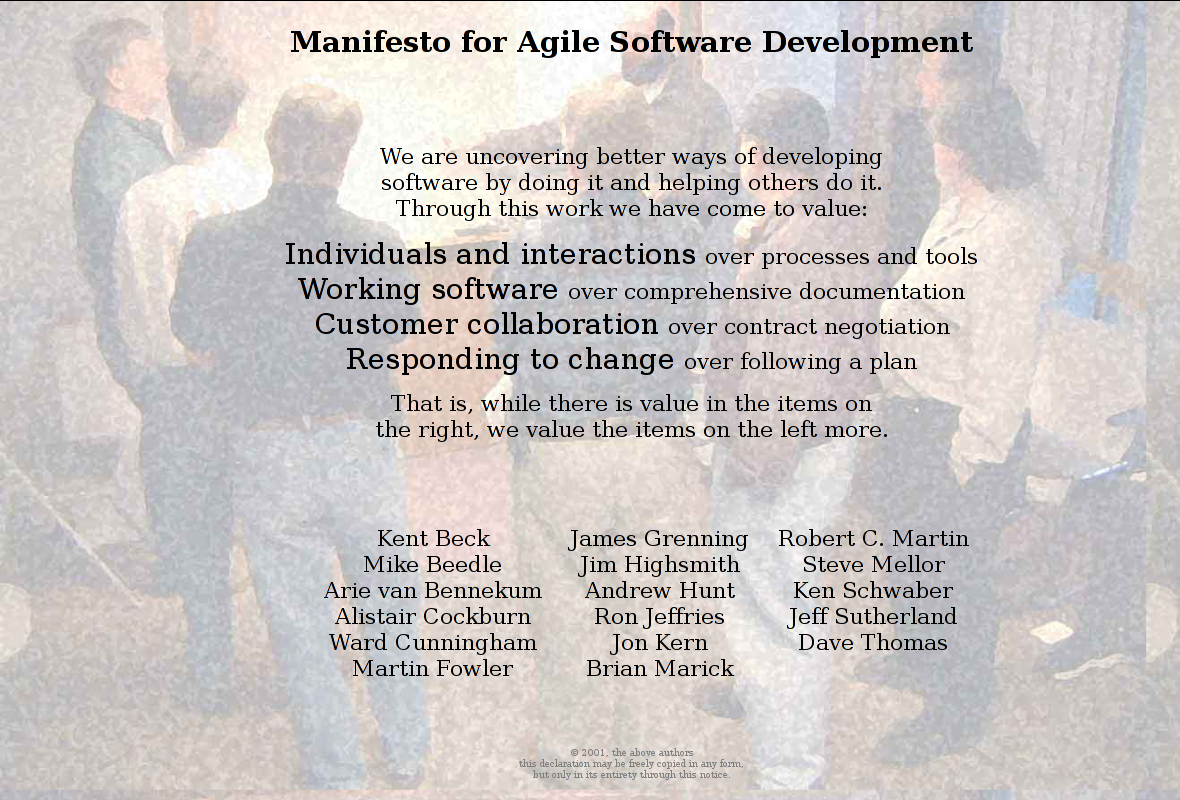 Manifesto for Agile Software Development
We are uncovering better ways of developing
software by doing it and helping others do it.
Through this work we have come to value:
Individuals and interactions over processes and tools
Working software over comprehensive documentation
Customer collaboration over contract negotiation
Responding to change over following a plan
That is, while there is value in the items on
the right, we value the items on the left more.
Kent Beck
Mike Beedle
Arie van Bennekum
Alistair Cockburn
Ward Cunningham
Martin Fowler
James Grenning
Jim Highsmith
Andrew Hunt
Ron Jeffries
Jon Kern
Brian Marick
Robert C. Martin
Steve Mellor
Ken Schwaber
Jeff Sutherland
Dave Thomas
© 2001, the above authors
this declaration may be freely copied in any form,
but only in its entirety through this notice.